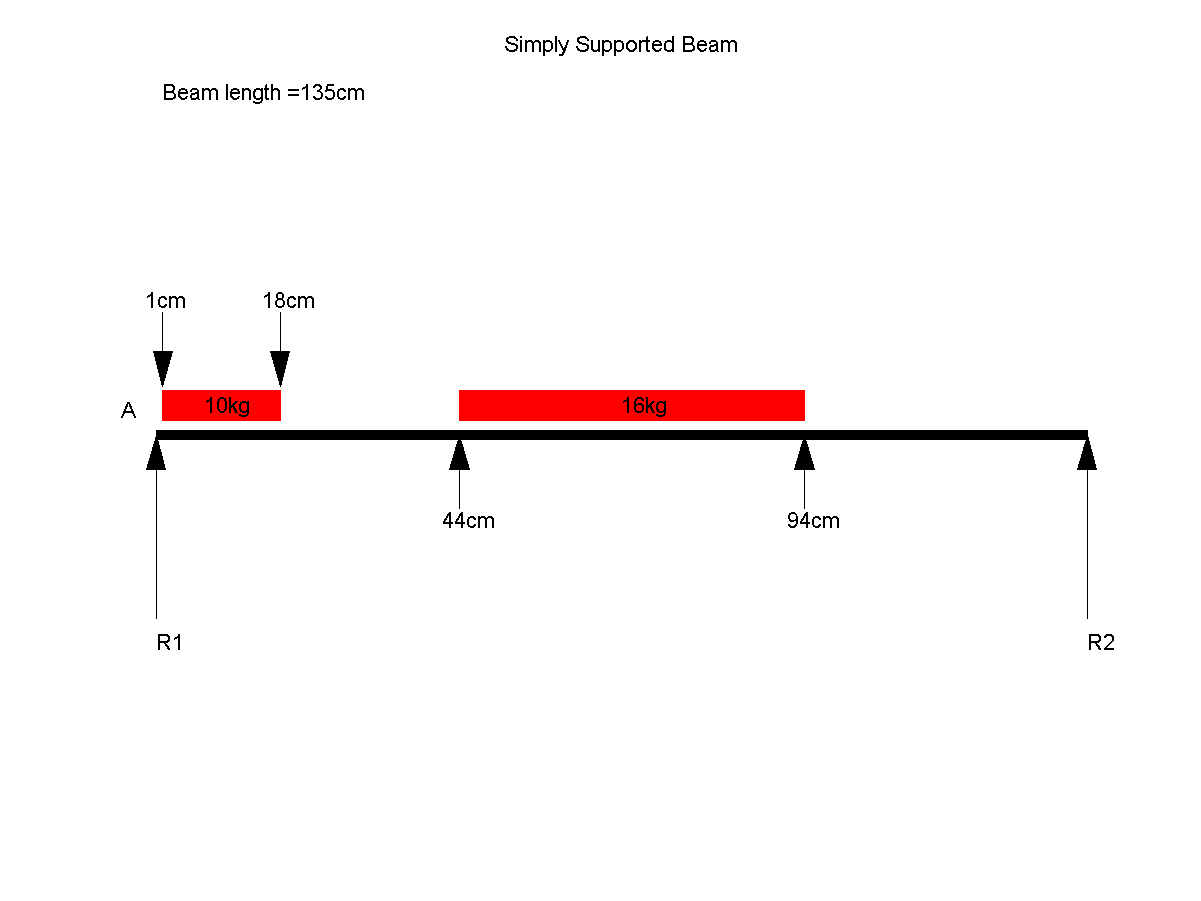 Simply Supported Beam
Beam length =135cm
1cm 18cm
A 10kg 16kg
44cm 94cm
R1 R2